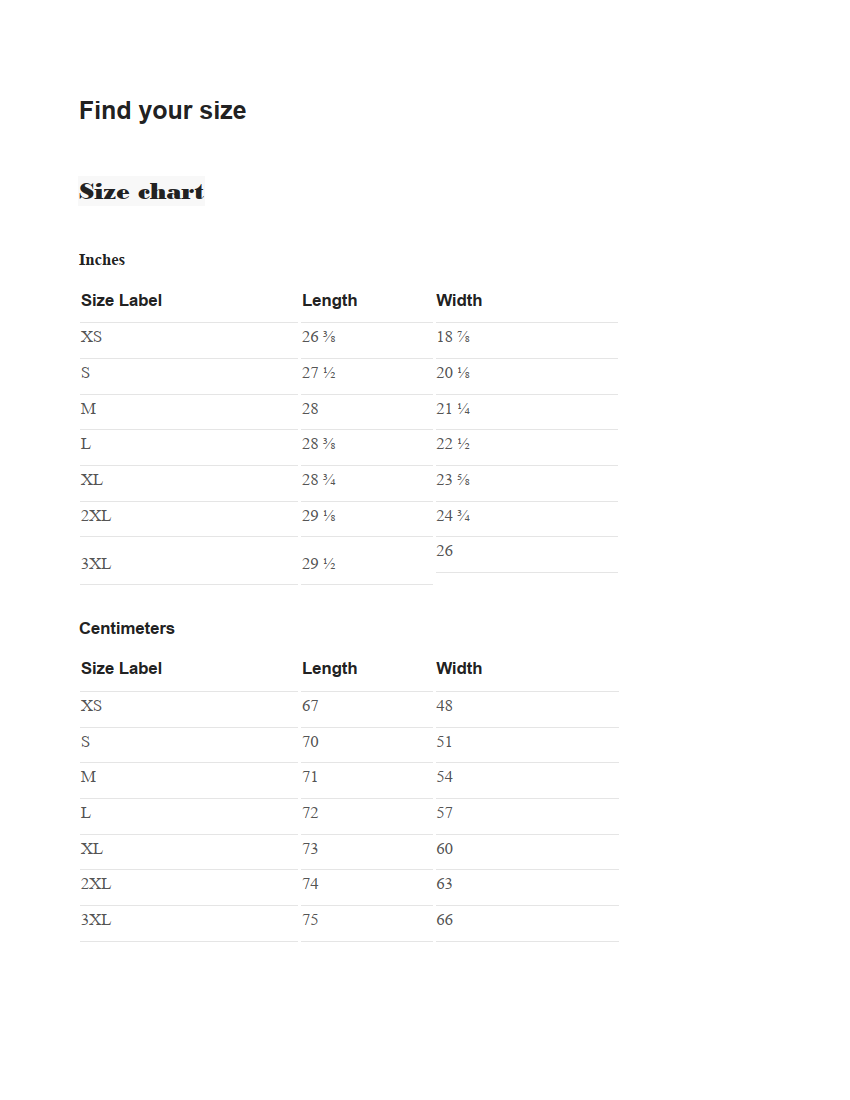 Find your size
Size chart
Inches
Size Label Length Width
XS 26 ⅜ 18 ⅞
S 27 ½ 20 ⅛
M 28 21 ¼
L 28 ⅜ 22 ½
XL 28 ¾ 23 ⅝
2XL 29 ⅛ 24 ¾
3XL 29 ½ 26
Centimeters
Size Label Length Width
XS 67 48
S 70 51
M 71 54
L 72 57
XL 73 60
2XL 74 63
3XL 75 66